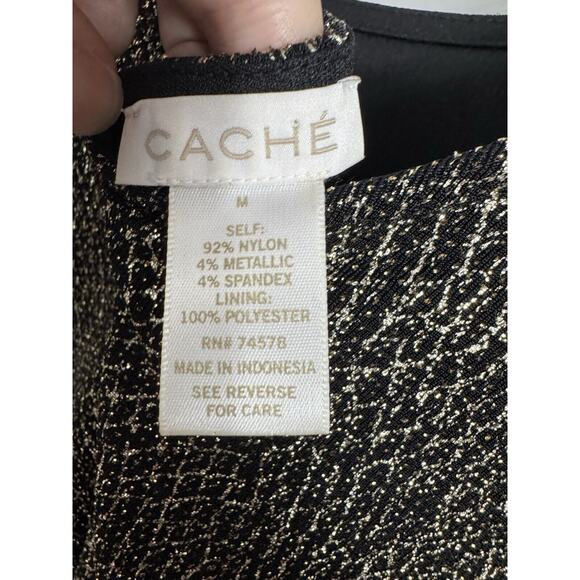 CACHÉ
M
SELF:
92% NYLON
4% METALLIC
4% SPANDEX
LINING:
100% POLYESTER
RN# 74578
MADE IN INDONESIA
SEE REVERSE
FOR CARE